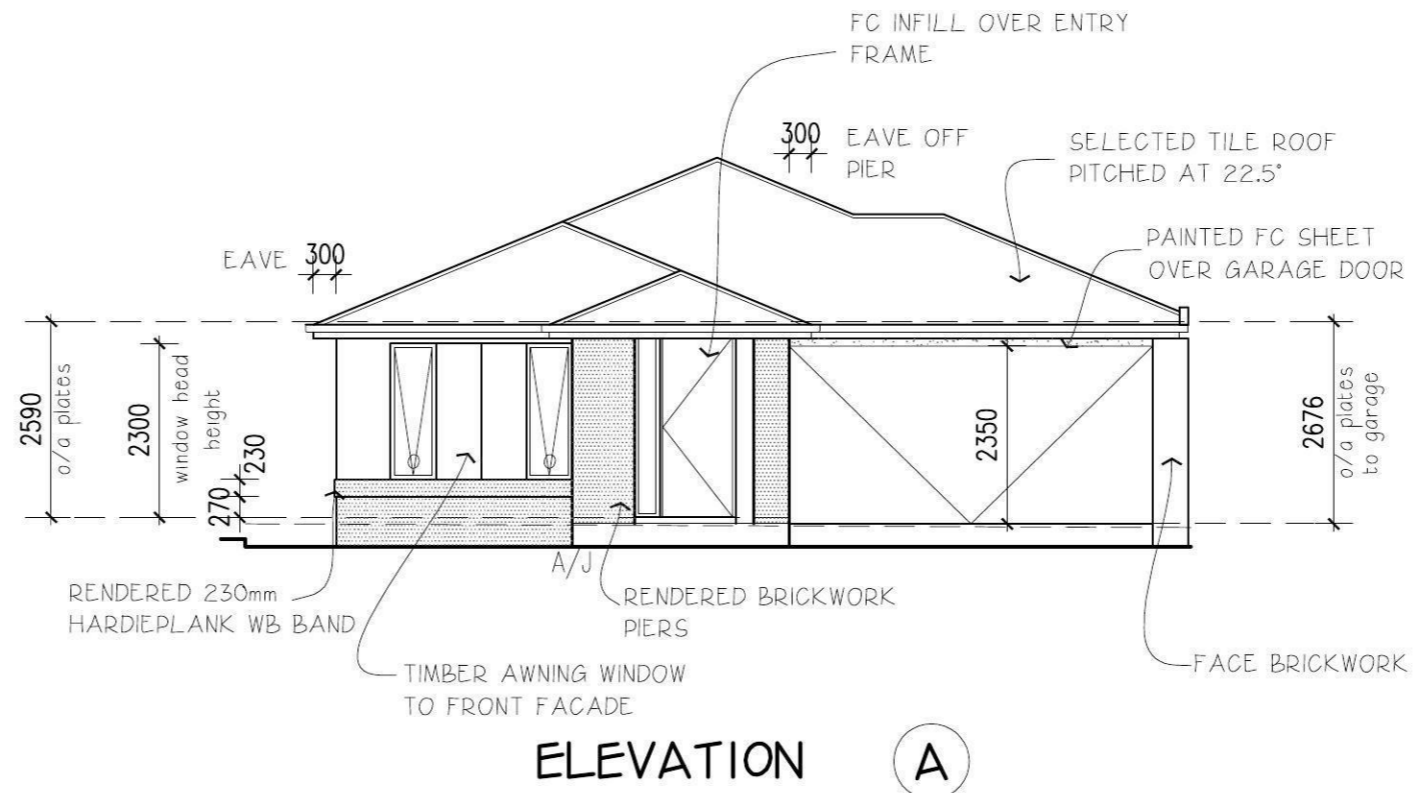 FC INFILL OVER ENTRY
FRAME
300
EAVE OFF
PIER
SELECTED TILE ROOF
PITCHED AT 22.5°
EAVE 300
PAINTED FC SHEET
OVER GARAGE DOOR
2590
o/a plates
2300
window head
height
230
270
2350
2676
o/a plates
to garage
A/J
RENDERED 230mm
HARDIEPLANK WB BAND
RENDERED BRICKWORK
PIERS
TIMBER AWNING WINDOW
TO FRONT FACADE
FACE BRICKWORK
ELEVATION A